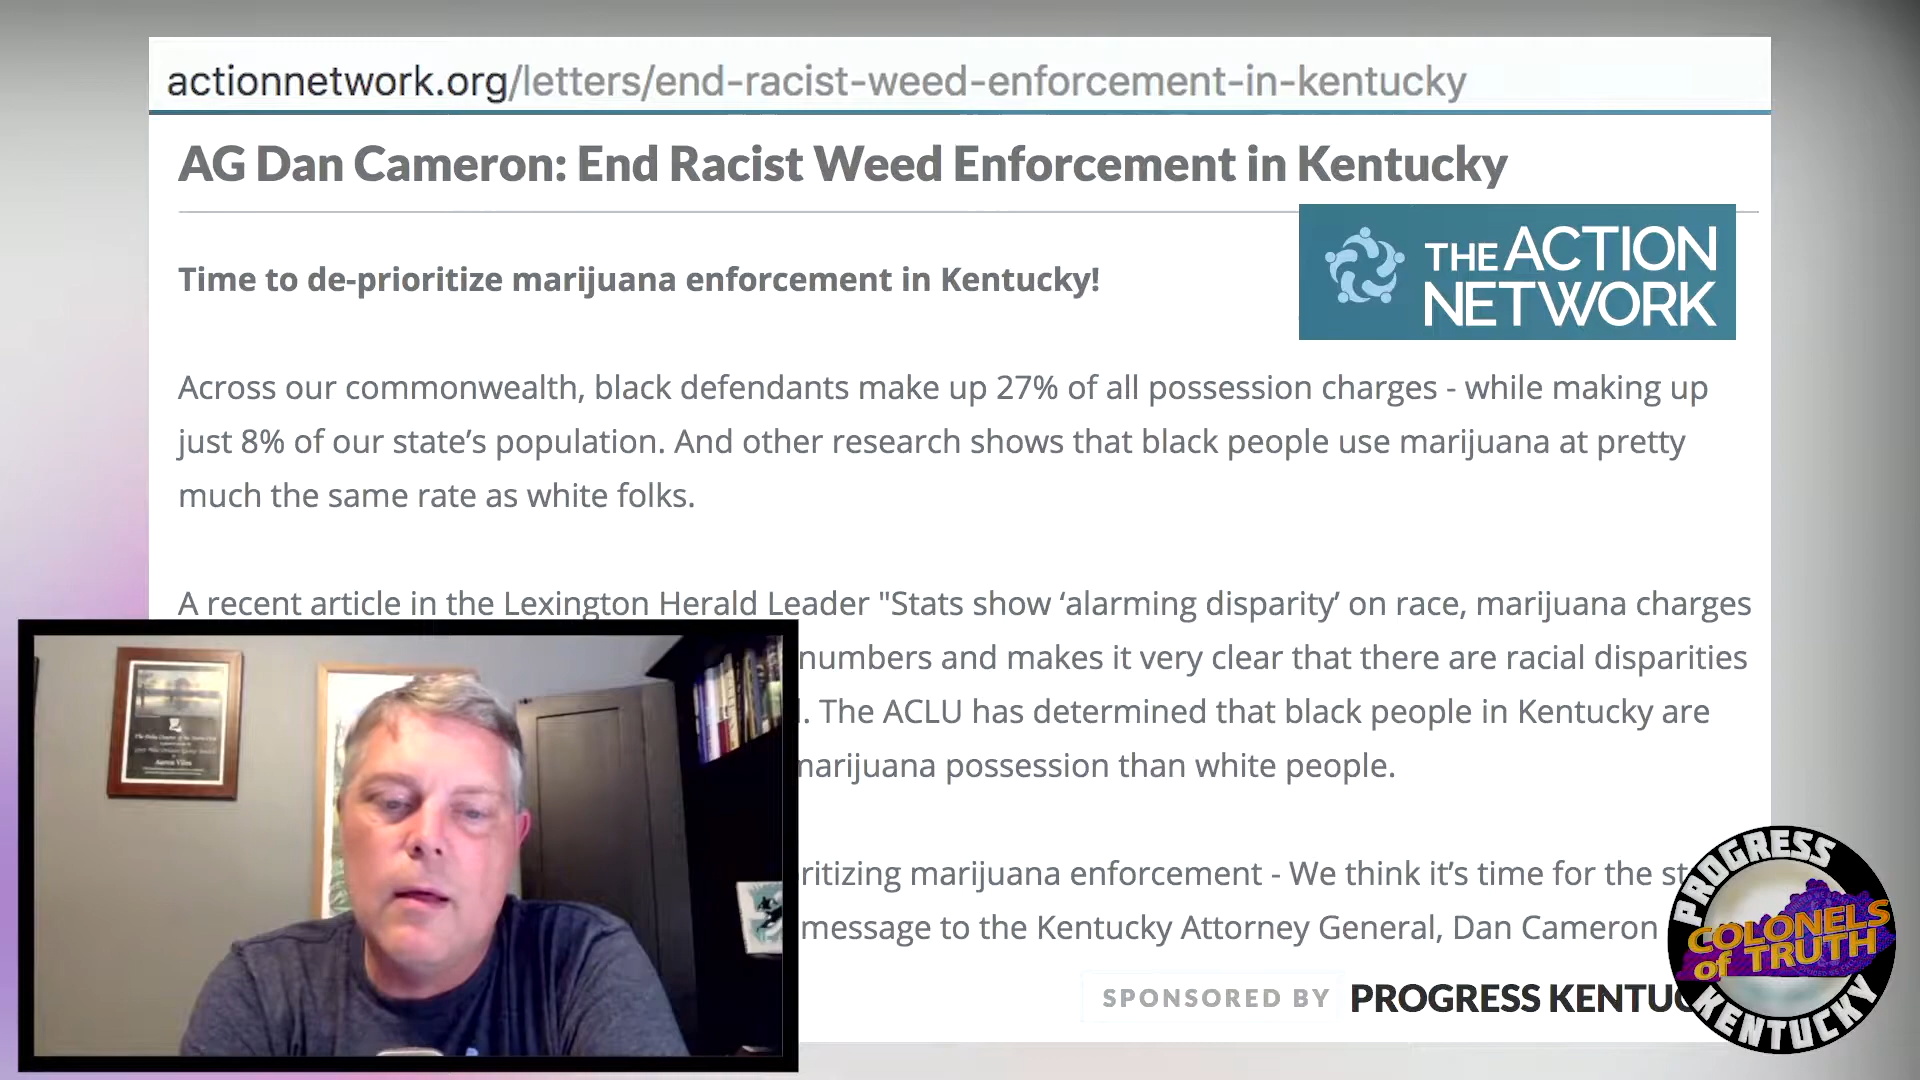 actionnetwork.org/letters/end-racist-weed-enforcement-in-kentucky
AG Dan Cameron: End Racist Weed Enforcement in Kentucky
THE ACTION
NETWORK
Time to de-prioritize marijuana enforcement in Kentucky!
Across our commonwealth, black defendants make up 27% of all possession charges - while making up
just 8% of our state’s population. And other research shows that black people use marijuana at pretty
much the same rate as white folks.
A recent article in the Lexington Herald Leader "Stats show ‘alarming disparity’ on race, marijuana charges
numbers and makes it very clear that there are racial disparities
. The ACLU has determined that black people in Kentucky are
marijuana possession than white people.
ritizing marijuana enforcement - We think it’s time for the st
message to the Kentucky Attorney General, Dan Cameron
SPONSORED BY PROGRESS KENTUC
PROGRESS
COLONELS
of TRUTH
KENTUCKY
Aaron Viles